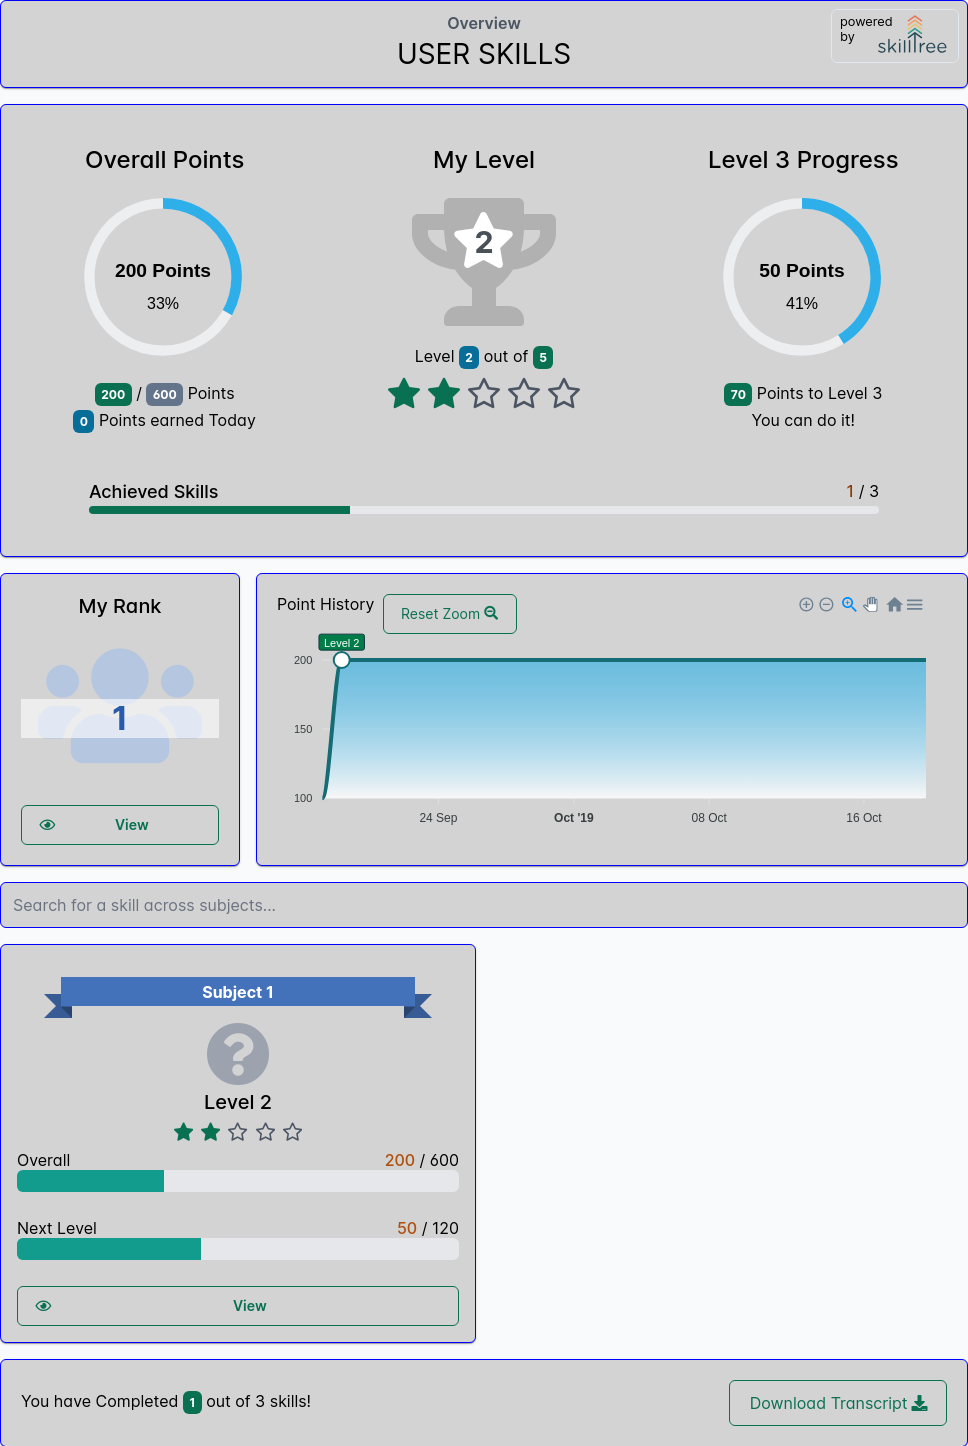 Overview
USER SKILLS
powered
by
skilltree
Overall Points
My Level
Level 3 Progress
200 Points
33%
2
50 Points
41%
Level 2 out of 5
200 / 600 Points
0 Points earned Today
70 Points to Level 3
You can do it!
Achieved Skills
1 / 3
My Rank
1
View
Point History
Reset Zoom
Level 2
200
150
100
24 Sep
Oct '19
08 Oct
16 Oct
Search for a skill across subjects...
Subject 1
Level 2
Overall
200 / 600
Next Level
50 / 120
View
You have Completed 1 out of 3 skills!
Download Transcript